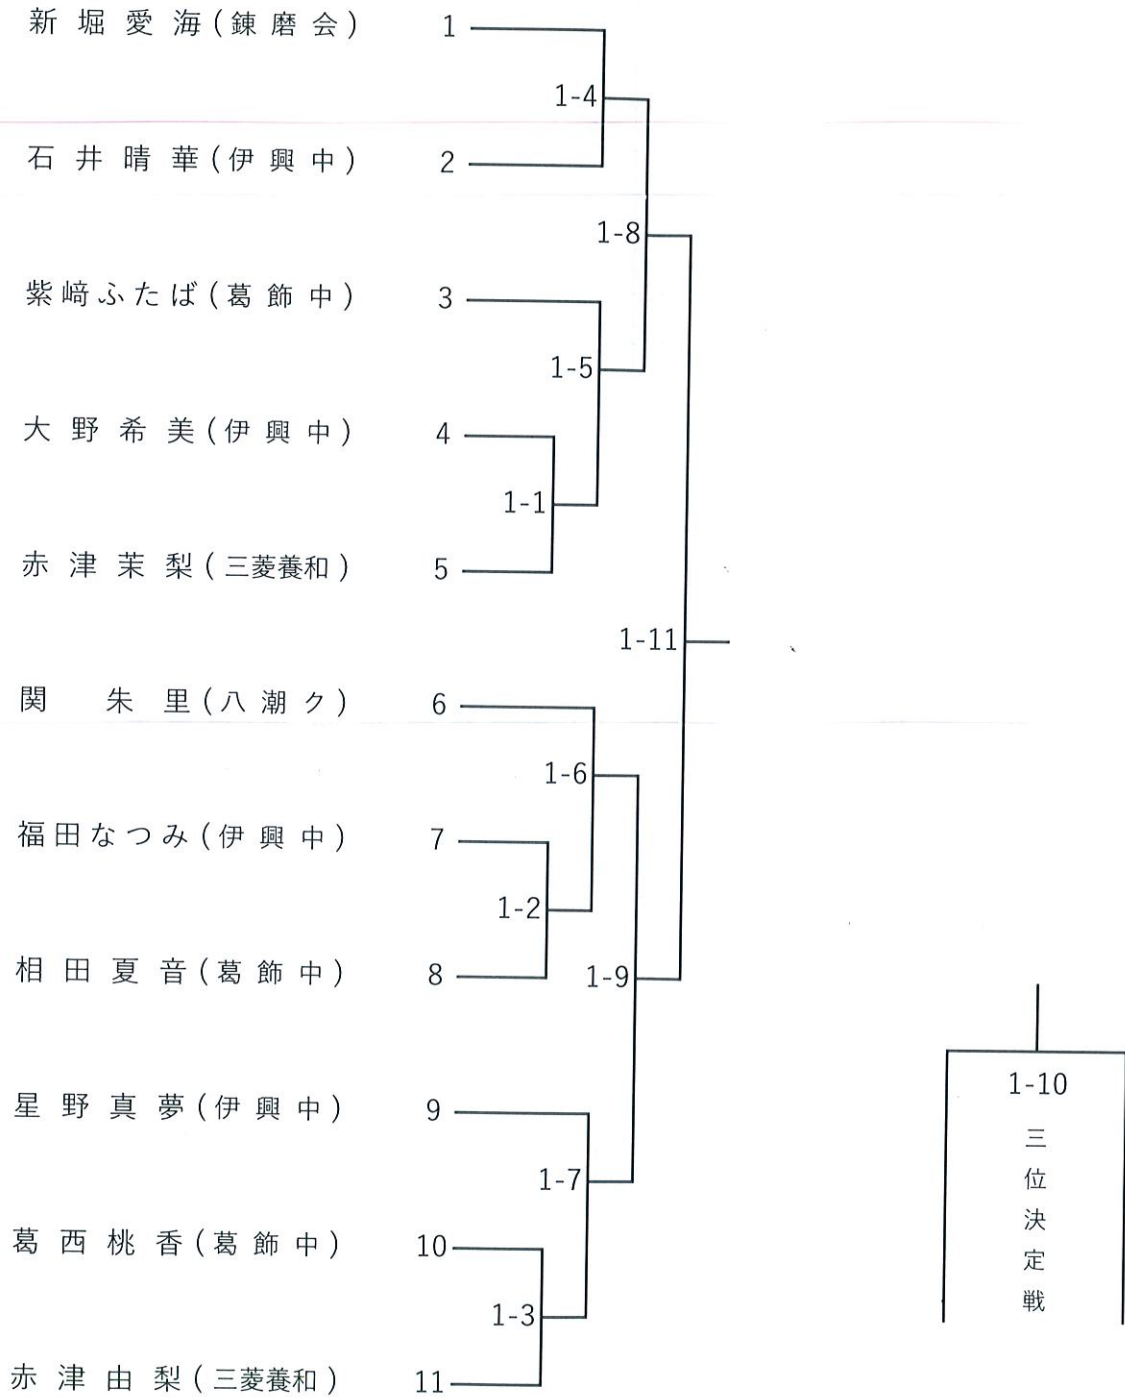 新堀愛海(錬磨会) 1
1-4
石井晴華(伊興中) 2
1-8
紫﨑ふたば(葛飾中) 3
1-5
大野希美(伊興中) 4
1-1
赤津茉梨(三菱養和) 5
1-11
関 朱里(八潮ク) 6
1-6
福田なつみ(伊興中) 7
1-2
相田夏音(葛飾中) 8
1-9
星野真夢(伊興中) 9
1-7
葛西桃香(葛飾中) 10
1-3
赤津由梨(三菱養和) 11
1-10
三位決定戦